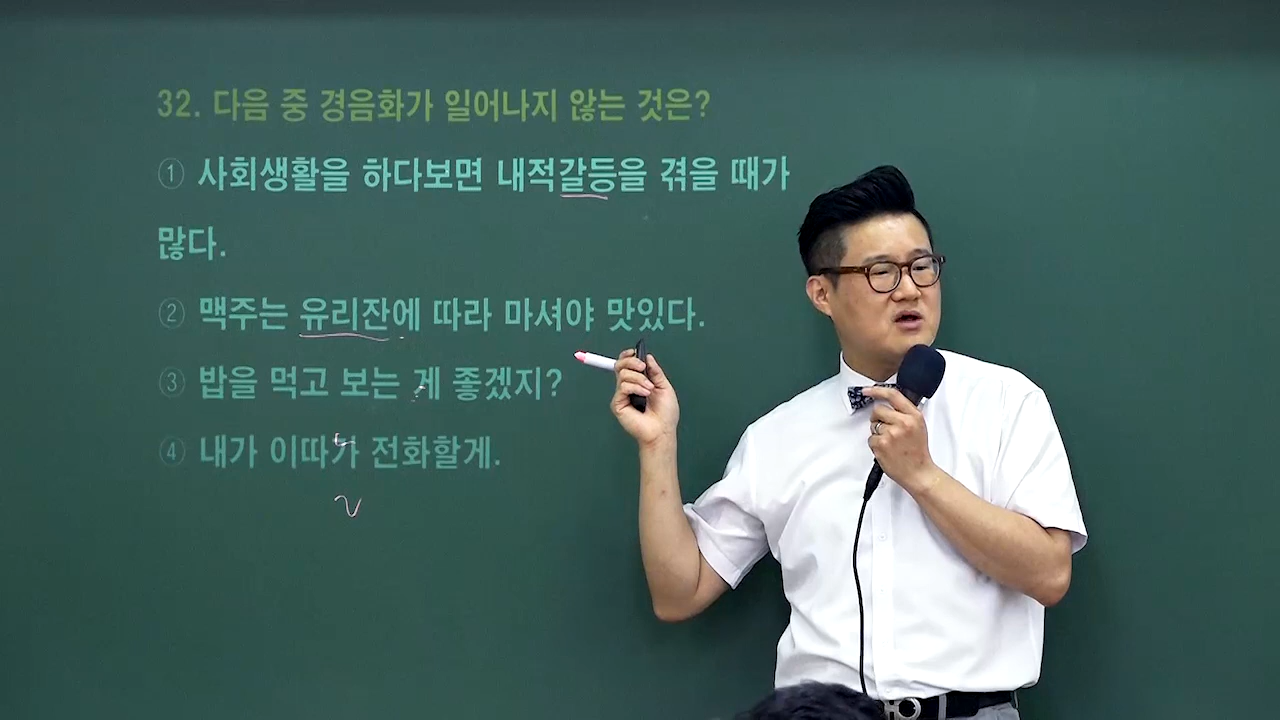 32. 다음 중 경음화가 일어나지 않는 것은?
① 사회생활을 하다보면 내적갈등을 겪을 때가
많다.
② 맥주는 유리잔에 따라 마셔야 맛있다.
③ 밥을 먹고 보는 게 좋겠지?
④ 내가 이따가 전화할게.